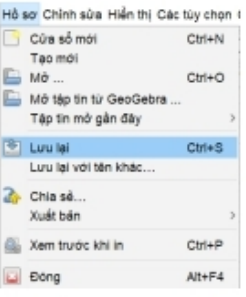 Hồ sơ Chỉnh sửa Hiển thị Các tùy chọn
Cửa sổ mới Ctrl+N
Tạo mới
Mở ... Ctrl+O
Mở tập tin từ GeoGebra ...
Tập tin mở gần đây
Lưu lại Ctrl+S
Lưu lại với tên khác...
Chia sẻ...
Xuất bản
Xem trước khi in Ctrl+P
Đóng Alt+F4